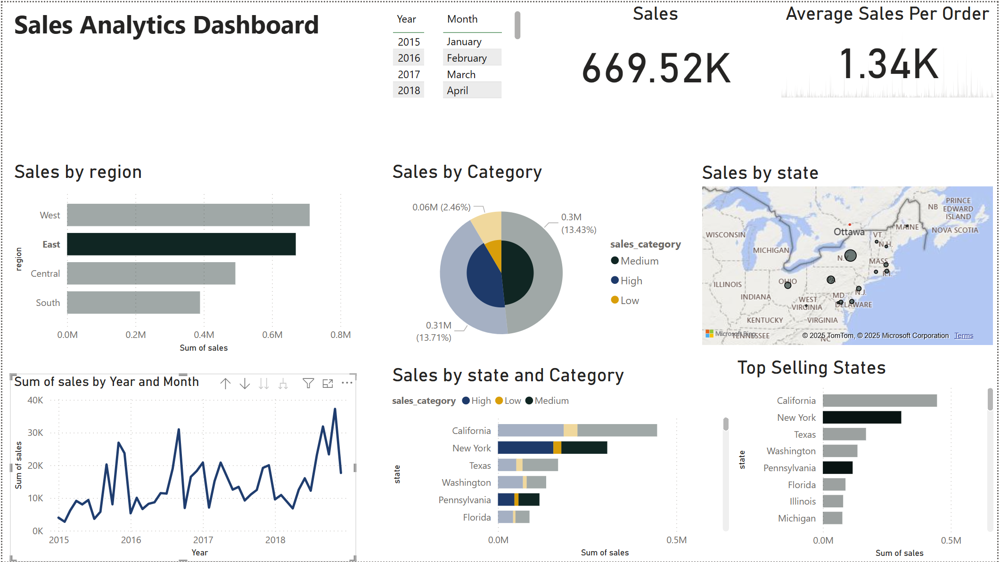 Sales Analytics Dashboard
Year
2015
2016
2017
2018
Month
January
February
March
April
Sales
669.52K
Average Sales Per Order
1.34K
Sales by region
region
West
East
Central
South
0.0M 0.2M 0.4M 0.6M 0.8M
Sum of sales
Sales by Category
0.06M (2.46%)
0.3M
(13.43%)
0.31M
(13.71%)
sales_category
Medium
High
Low
Sales by state
PRINCE
EDWARD
ISLAND
NB
NOVA SCOTIA
MAINE
WISCONSIN
Ottawa
VT.
N.H.
MICHIGAN
N.Y.
MASS
R.I.
ILLINOIS
OHIO
PA
N.J.
INDIANA
MD.
WEST
VIRGINIA
DELAWARE
KENTUCKY
VIRGINIA
Microsoft Bing
TENNESSEE
NC
© 2025 TomTom, © 2025 Microsoft Corporation Terms
Sum of sales by Year and Month
Sum of sales
40K
30K
20K
10K
0K
2015 2016 2017 2018
Year
Sales by state and Category
sales_category High Low Medium
state
California
New York
Texas
Washington
Pennsylvania
Florida
0.0M 0.5M
Sum of sales
Top Selling States
state
California
New York
Texas
Washington
Pennsylvania
Florida
Illinois
Michigan
0.0M 0.5M
Sum of sales